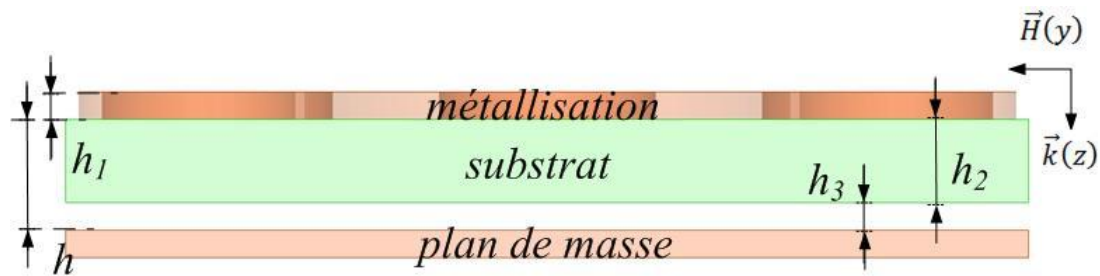 H⃗(y)
métallisation
h₁
substrat
h₃
h₂
k⃗(z)
h
plan de masse